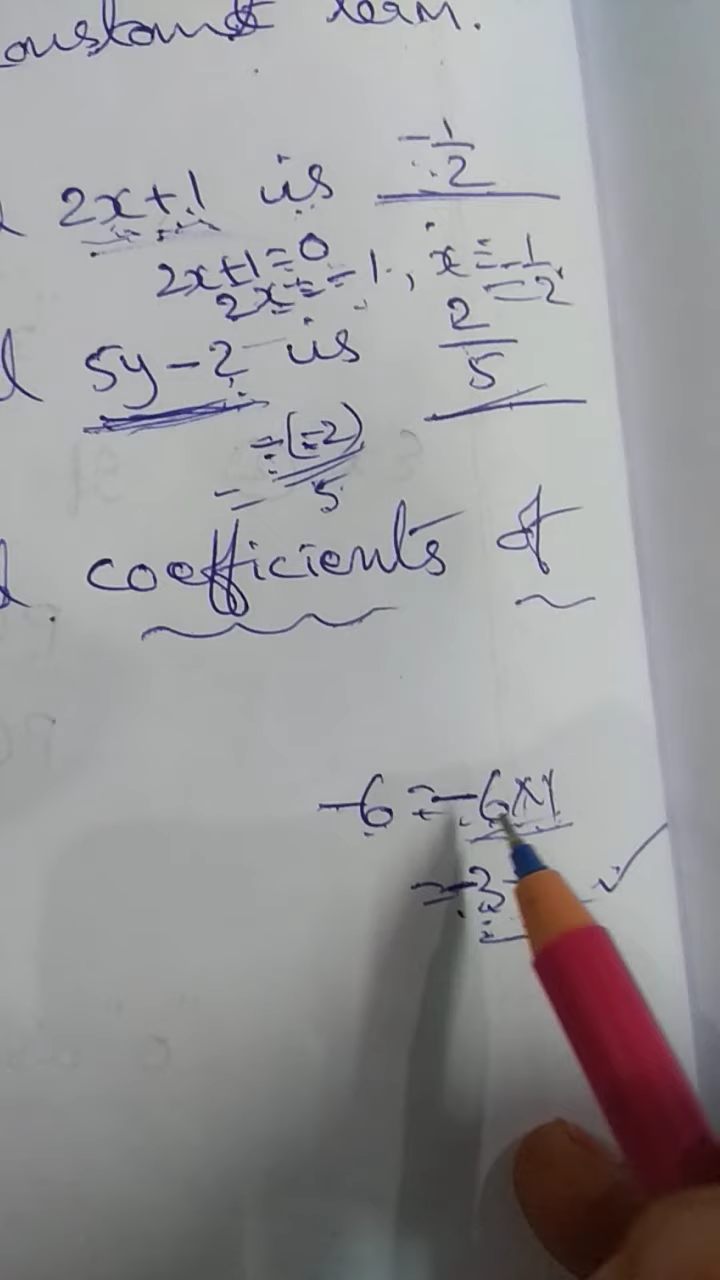 term.
2x+1 is -1/2
2x+1=0
2x=-1, x=-1/2
5y-2 is 2/5
=-(-2)/5
coefficients of
-6=-6×1
=-3